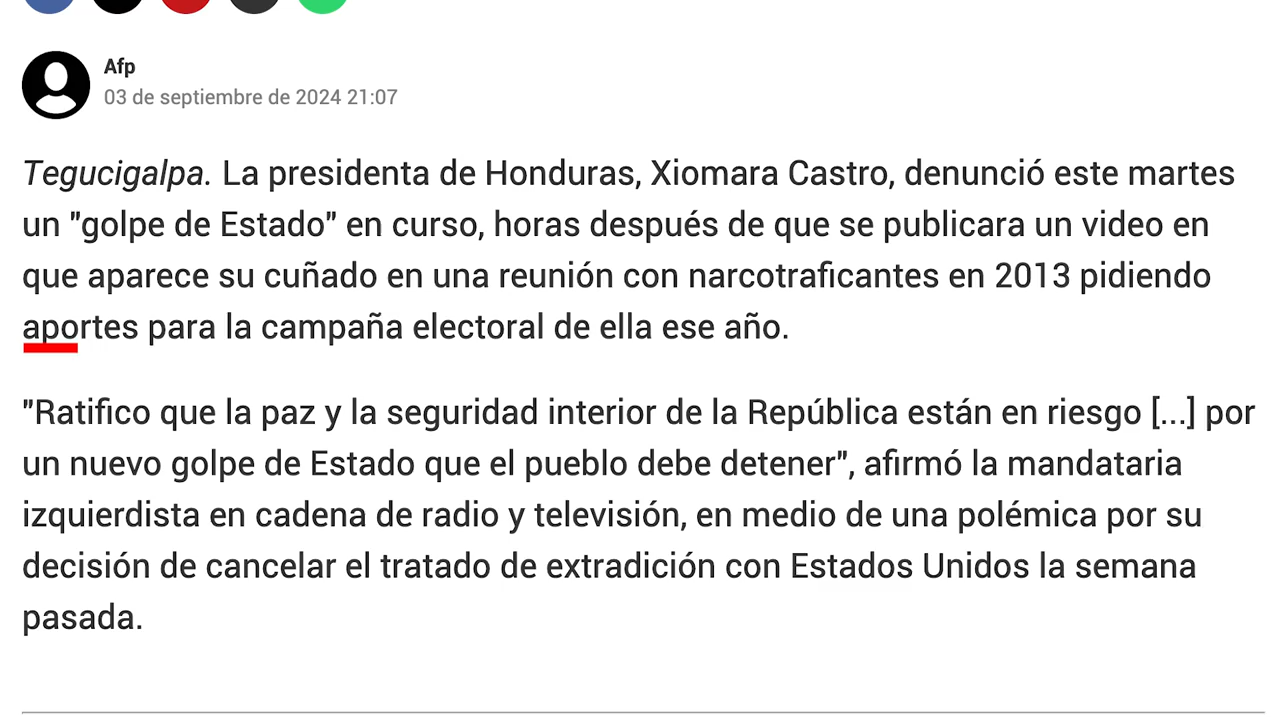 Afp
03 de septiembre de 2024 21:07
Tegucigalpa. La presidenta de Honduras, Xiomara Castro, denunció este martes
un "golpe de Estado" en curso, horas después de que se publicara un video en
que aparece su cuñado en una reunión con narcotraficantes en 2013 pidiendo
aportes para la campaña electoral de ella ese año.
"Ratifico que la paz y la seguridad interior de la República están en riesgo [...] por
un nuevo golpe de Estado que el pueblo debe detener", afirmó la mandataria
izquierdista en cadena de radio y televisión, en medio de una polémica por su
decisión de cancelar el tratado de extradición con Estados Unidos la semana
pasada.